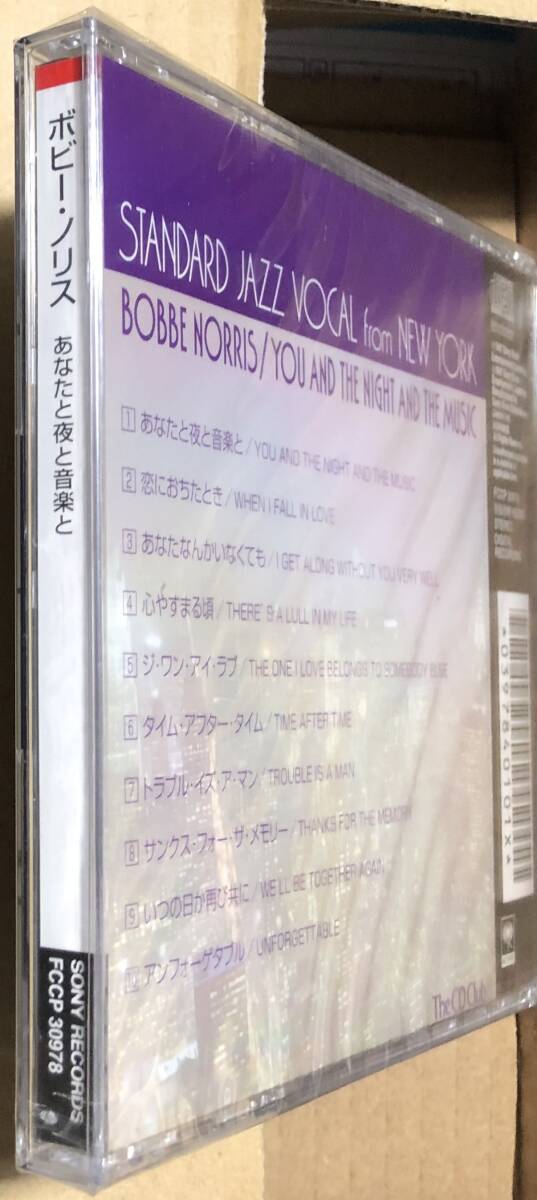 ボビー・ノリス あなたと夜と音楽と
SONY RECORDS
FCCP 30978
STANDARD JAZZ VOCAL from NEW YORK
BOBBE NORRIS/YOU AND THE NIGHT AND THE MUSIC
1 あなたと夜と音楽と/YOU AND THE NIGHT AND THE MUSIC
2 恋におちたとき/WHEN I FALL IN LOVE
3 あなたなんかいなくても/I GET ALONG WITHOUT YOU VERY WELL
4 心やすまる頃/THERE'S A LULL IN MY LIFE
5 ジ・ワン・アイ・ラブ/THE ONE I LOVE BELONGS TO SOMEBODY ELSE
6 タイム・アフター・タイム/TIME AFTER TIME
7 トラブル・イズ・ア・マン/TROUBLE IS A MAN
8 サンクス・フォー・ザ・メモリー/THANKS FOR THE MEMORY
9 いつの日か再び共に/WE'LL BE TOGETHER AGAIN
10 アンフォーゲタブル/UNFORGETTABLE
The CD Club
*403978401101X*